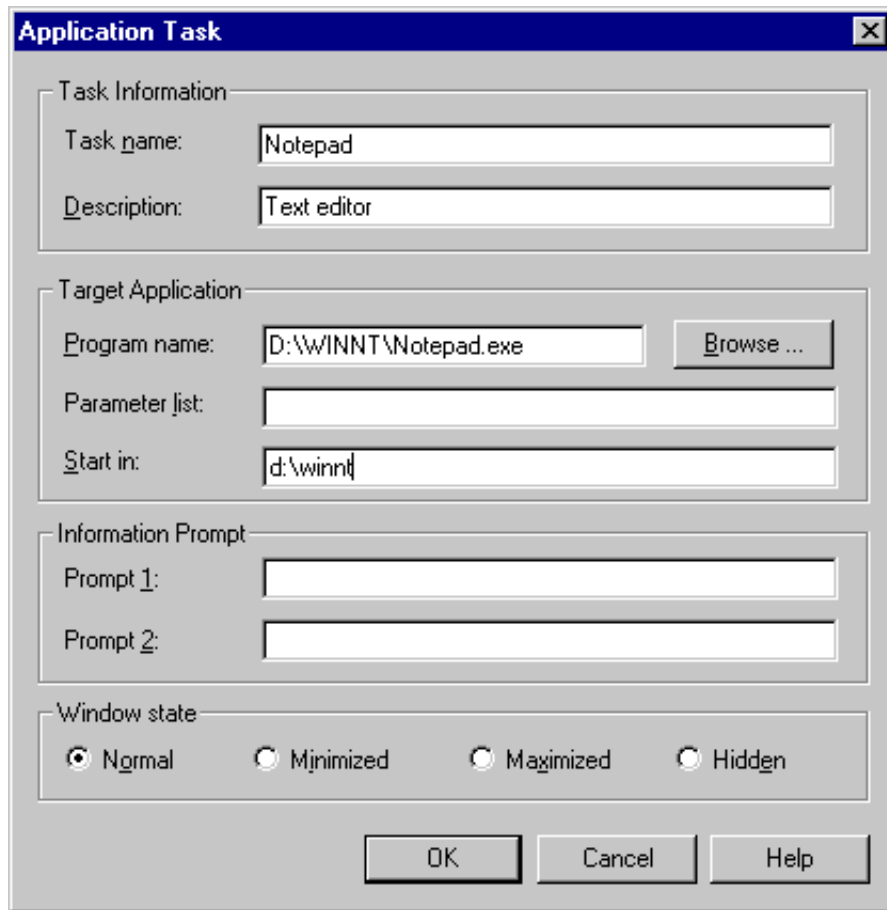 Application Task
Task Information
Task name: Notepad
Description: Text editor
Target Application
Program name: D:\WINNT\Notepad.exe Browse ...
Parameter list:
Start in: d:\winnt
Information Prompt
Prompt 1:
Prompt 2:
Window state
Normal Minimized Maximized Hidden
OK Cancel Help